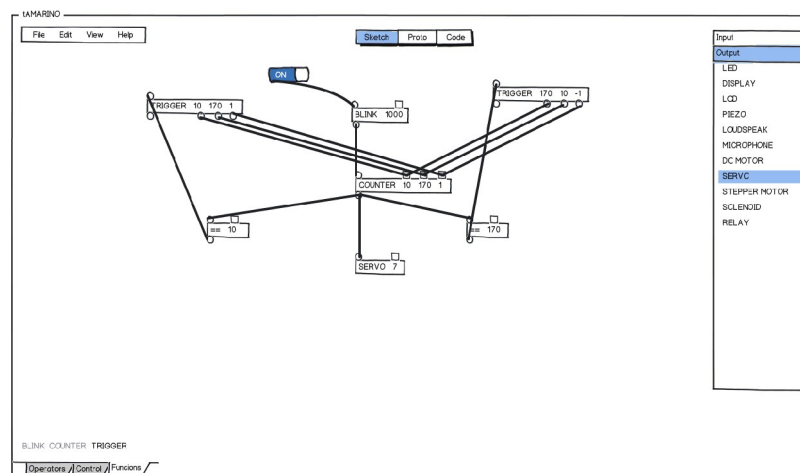 tAMARINO
File Edit View Help
Sketch Proto Code
Input
Output
LED
DISPLAY
LCD
PIEZO
LOUDSPEAK
MICROPHONE
DC MOTOR
SERVO
STEPPER MOTOR
SOLENOID
RELAY
ON
TRIGGER 10 170 1
BLINK 1000
TRIGGER 170 10 -1
COUNTER 10 170 1
== 10
== 170
SERVO 7
BLINK COUNTER TRIGGER
Operators Control Funcions